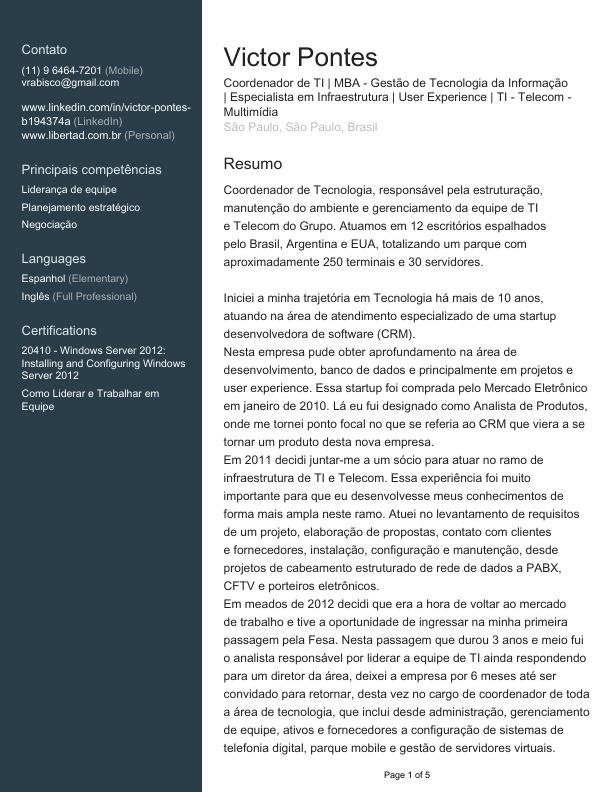 Contato
(11) 9 6464-7201 (Mobile)
vrabisco@gmail.com
www.linkedin.com/in/victor-pontes-
b194374a (LinkedIn)
www.libertad.com.br (Personal)
Principais competências
Liderança de equipe
Planejamento estratégico
Negociação
Languages
Espanhol (Elementary)
Inglês (Full Professional)
Certifications
20410 - Windows Server 2012:
Installing and Configuring Windows
Server 2012
Como Liderar e Trabalhar em
Equipe
Victor Pontes
Coordenador de TI | MBA - Gestão de Tecnologia da Informação
| Especialista em Infraestrutura | User Experience | TI - Telecom -
Multimídia
São Paulo, São Paulo, Brasil
Resumo
Coordenador de Tecnologia, responsável pela estruturação,
manutenção do ambiente e gerenciamento da equipe de TI
e Telecom do Grupo. Atuamos em 12 escritórios espalhados
pelo Brasil, Argentina e EUA, totalizando um parque com
aproximadamente 250 terminais e 30 servidores.
Iniciei a minha trajetória em Tecnologia há mais de 10 anos,
atuando na área de atendimento especializado de uma startup
desenvolvedora de software (CRM).
Nesta empresa pude obter aprofundamento na área de
desenvolvimento, banco de dados e principalmente em projetos e
user experience. Essa startup foi comprada pelo Mercado Eletrônico
em janeiro de 2010. Lá eu fui designado como Analista de Produtos,
onde me tornei ponto focal no que se referia ao CRM que viera a se
tornar um produto desta nova empresa.
Em 2011 decidi juntar-me a um sócio para atuar no ramo de
infraestrutura de TI e Telecom. Essa experiência foi muito
importante para que eu desenvolvesse meus conhecimentos de
forma mais ampla neste ramo. Atuei no levantamento de requisitos
de um projeto, elaboração de propostas, contato com clientes
e fornecedores, instalação, configuração e manutenção, desde
projetos de cabeamento estruturado de rede de dados a PABX,
CFTV e porteiros eletrônicos.
Em meados de 2012 decidi que era a hora de voltar ao mercado
de trabalho e tive a oportunidade de ingressar na minha primeira
passagem pela Fesa. Nesta passagem que durou 3 anos e meio fui
o analista responsável por liderar a equipe de TI ainda respondendo
para um diretor da área, deixei a empresa por 6 meses até ser
convidado para retornar, desta vez no cargo de coordenador de toda
a área de tecnologia, que inclui desde administração, gerenciamento
de equipe, ativos e fornecedores a configuração de sistemas de
telefonia digital, parque mobile e gestão de servidores virtuais.
Page 1 of 5